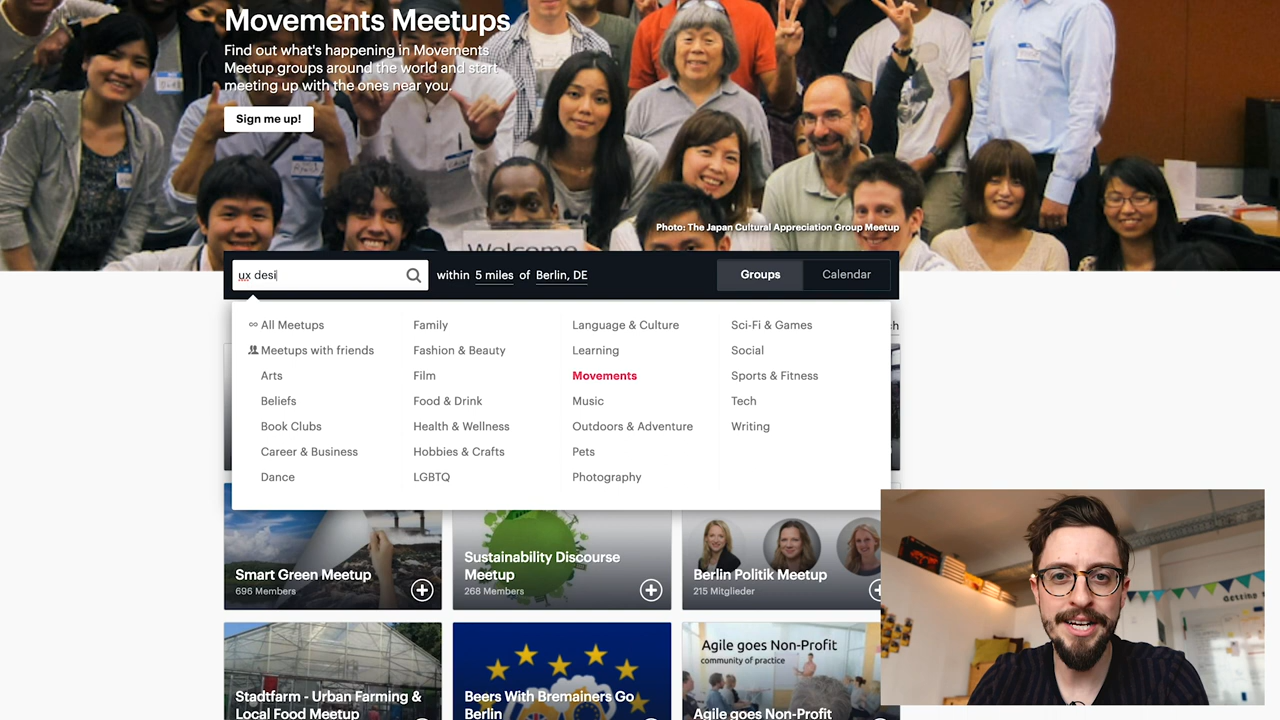 Movements Meetups
Find out what's happening in Movements
Meetup groups around the world and start
meeting up with the ones near you.
Sign me up!
Welcome
Photo: The Japan Cultural Appreciation Group Meetup
ux desi
within 5 miles of Berlin, DE
Groups
Calendar
All Meetups
Meetups with friends
Arts
Beliefs
Book Clubs
Career & Business
Dance
Family
Fashion & Beauty
Film
Food & Drink
Health & Wellness
Hobbies & Crafts
LGBTQ
Language & Culture
Learning
Movements
Music
Outdoors & Adventure
Pets
Photography
Sci-Fi & Games
Social
Sports & Fitness
Tech
Writing
Smart Green Meetup
696 Members
Sustainability Discourse
Meetup
268 Members
Berlin Politik Meetup
215 Mitglieder
Stadtfarm - Urban Farming &
Local Food Meetup
Beers With Bremainers Go
Berlin
Agile goes Non-Profit
community of practice
Agile goes Non-Profit